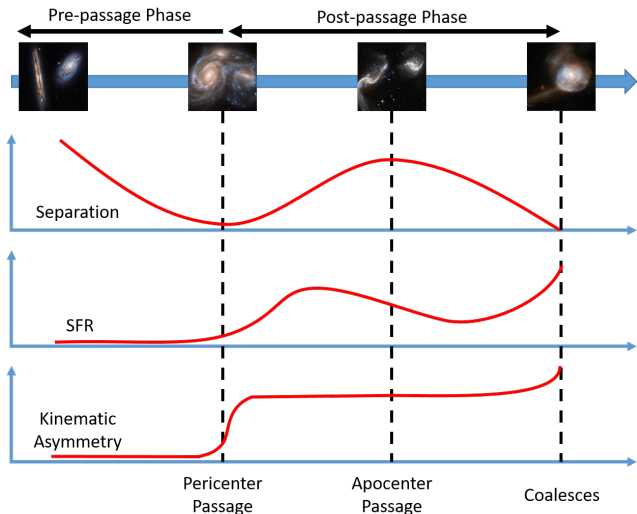 Pre-passage Phase
Post-passage Phase
Separation
SFR
Kinematic
Asymmetry
Pericenter
Passage
Apocenter
Passage
Coalesces